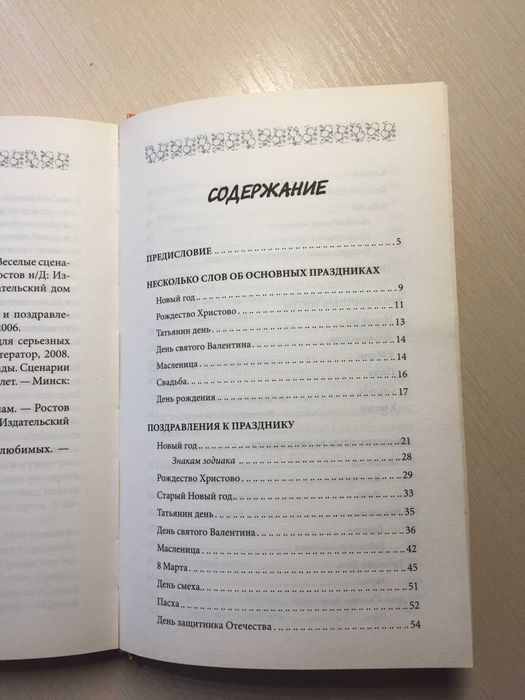 Веселые сцена-
остов н/Д: Из-
ательский дом
и поздравле-
2006.
для серьезных
тератор, 2008.
ады. Сценарии
лет. — Минск:
ам. — Ростов
Издательский
любимых. —
СОДЕРЖАНИЕ
ПРЕДИСЛОВИЕ 5
НЕСКОЛЬКО СЛОВ ОБ ОСНОВНЫХ ПРАЗДНИКАХ
Новый год 9
Рождество Христово 11
Татьянин день 13
День святого Валентина 14
Масленица 14
Свадьба 16
День рождения 17
ПОЗДРАВЛЕНИЯ К ПРАЗДНИКУ
Новый год 21
Знакам зодиака 28
Рождество Христово 29
Старый Новый год 33
Татьянин день 35
День святого Валентина 36
Масленица 42
8 Марта 45
День смеха 51
Пасха 52
День защитника Отечества 54